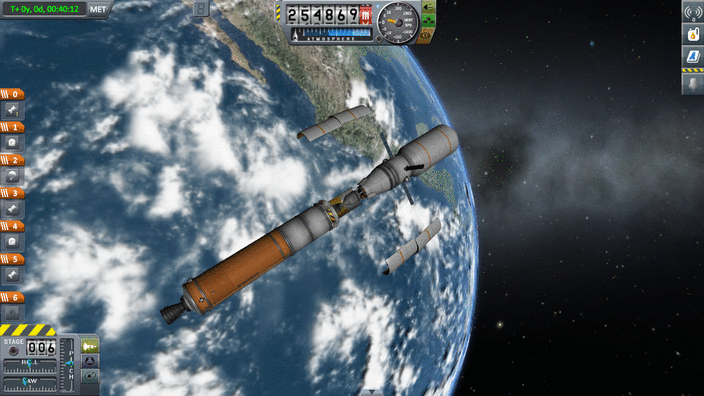 T+ 0y, 0d, 00:40:12 MET
254869 m
ATMOSPHERE
0
1
2
3
4
5
6
STAGE
006
ROLL
YAW
PITCH